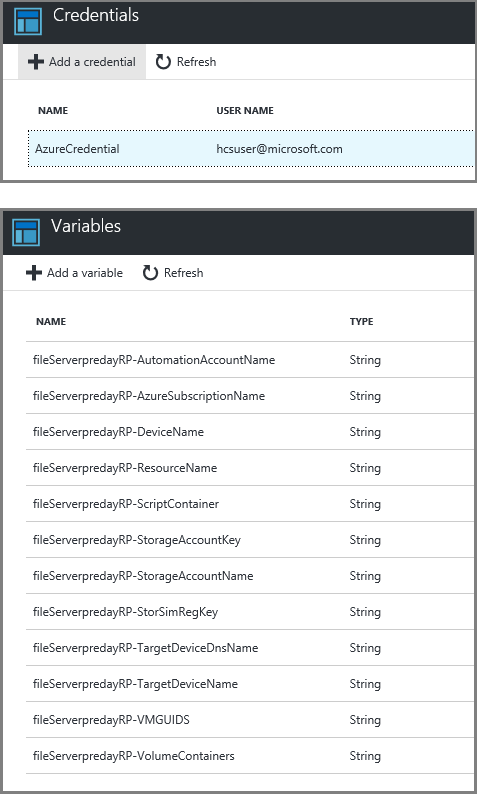 Credentials
Add a credential Refresh
NAME USER NAME
AzureCredential hcsuser@microsoft.com
Variables
Add a variable Refresh
NAME TYPE
fileServerpredayRP-AutomationAccountName String
fileServerpredayRP-AzureSubscriptionName String
fileServerpredayRP-DeviceName String
fileServerpredayRP-ResourceName String
fileServerpredayRP-ScriptContainer String
fileServerpredayRP-StorageAccountKey String
fileServerpredayRP-StorageAccountName String
fileServerpredayRP-StorSimRegKey String
fileServerpredayRP-TargetDeviceDnsName String
fileServerpredayRP-TargetDeviceName String
fileServerpredayRP-VMGUIDS String
fileServerpredayRP-VolumeContainers String